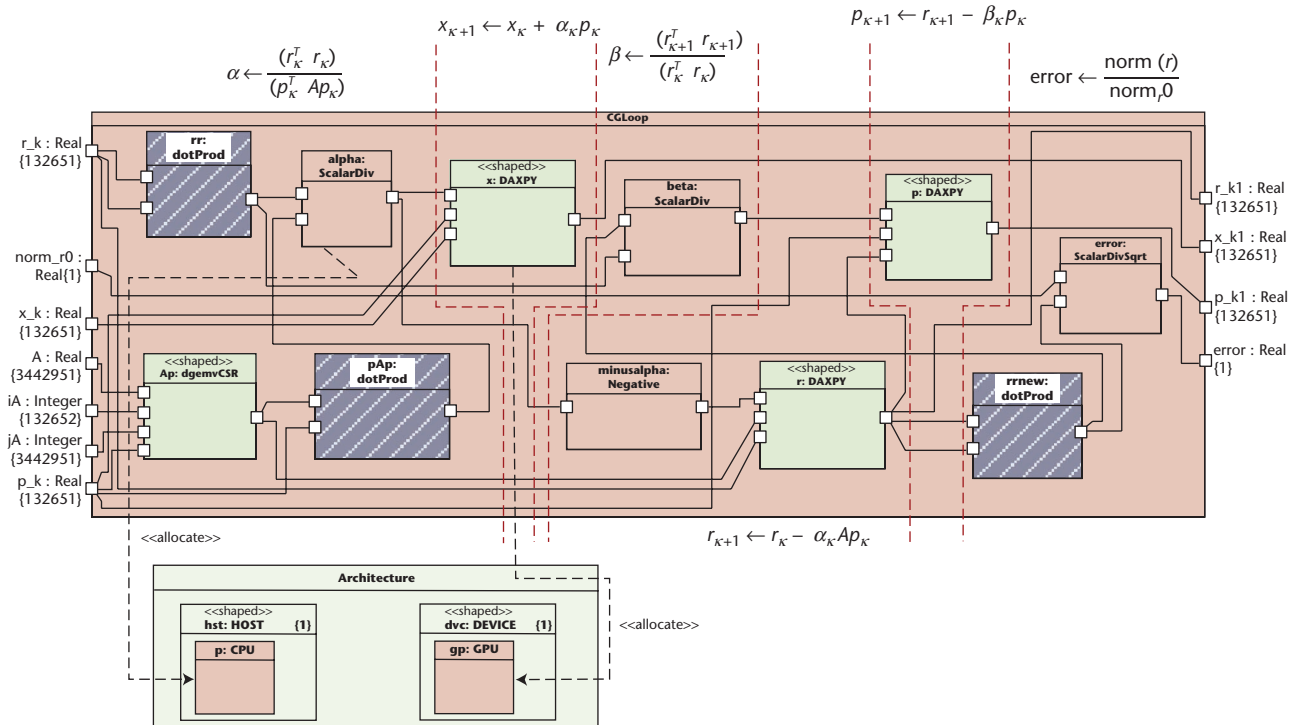 x_{κ+1} ← x_κ + α_κ p_κ
p_{κ+1} ← r_{κ+1} − β_κ p_κ
α ← (r_κ^T r_κ) / (p_κ^T Ap_κ)
β ← (r_{κ+1}^T r_{κ+1}) / (r_κ^T r_κ)
error ← norm (r) / norm_r0
CGLoop
r_k : Real
{132651}
norm_r0 :
Real{1}
x_k : Real
{132651}
A : Real
{3442951}
iA : Integer
{132652}
jA : Integer
{3442951}
p_k : Real
{132651}
rr:
dotProd
alpha:
ScalarDiv
<<shaped>>
x: DAXPY
beta:
ScalarDiv
<<shaped>>
p: DAXPY
error:
ScalarDivSqrt
<<shaped>>
Ap: dgemvCSR
pAp:
dotProd
minusalpha:
Negative
<<shaped>>
r: DAXPY
rrnew:
dotProd
r_k1 : Real
{132651}
x_k1 : Real
{132651}
p_k1 : Real
{132651}
error : Real
{1}
r_{κ+1} ← r_κ − α_κ Ap_κ
<<allocate>>
Architecture
<<shaped>>
hst: HOST {1}
p: CPU
<<shaped>>
dvc: DEVICE {1}
gp: GPU
<<allocate>>